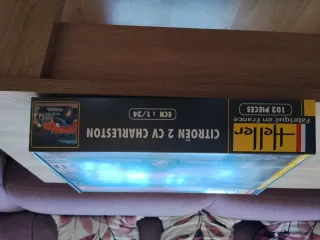 Heller
Fabriqué en France
102 PIECES
CITROËN 2 CV CHARLESTON
ECH : 1/24